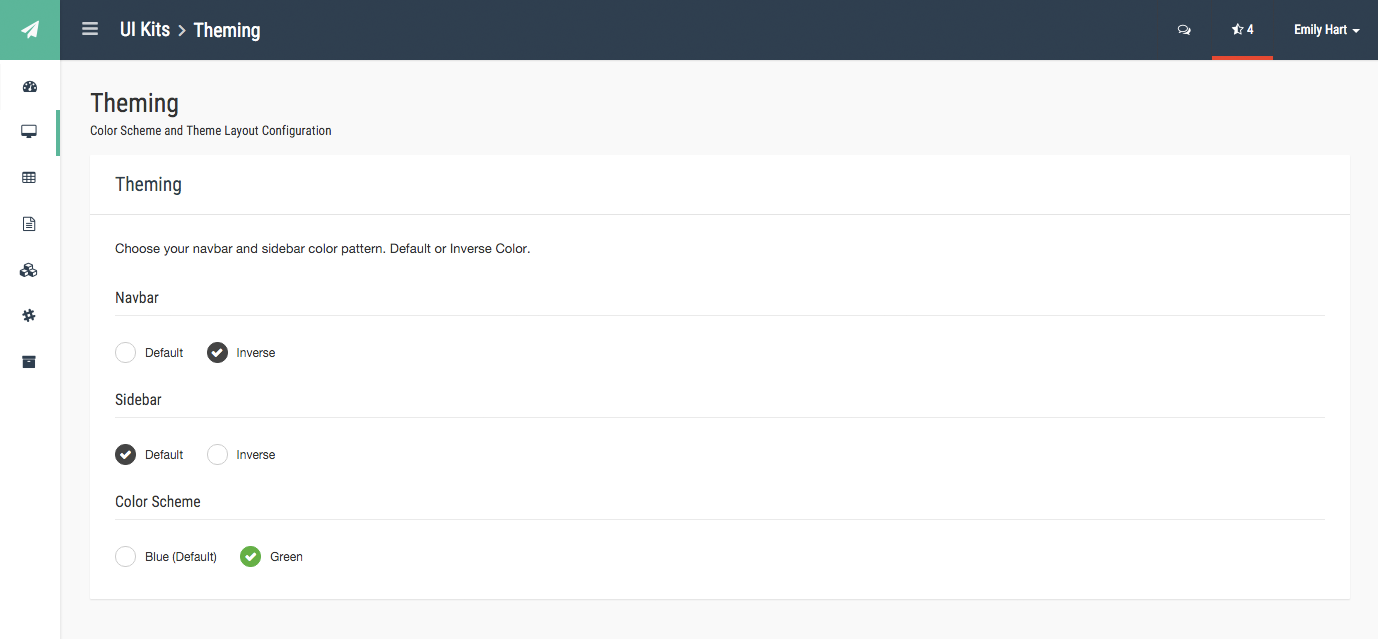 UI Kits > Theming
4
Emily Hart
Theming
Color Scheme and Theme Layout Configuration
Theming
Choose your navbar and sidebar color pattern. Default or Inverse Color.
Navbar
Default Inverse
Sidebar
Default Inverse
Color Scheme
Blue (Default) Green